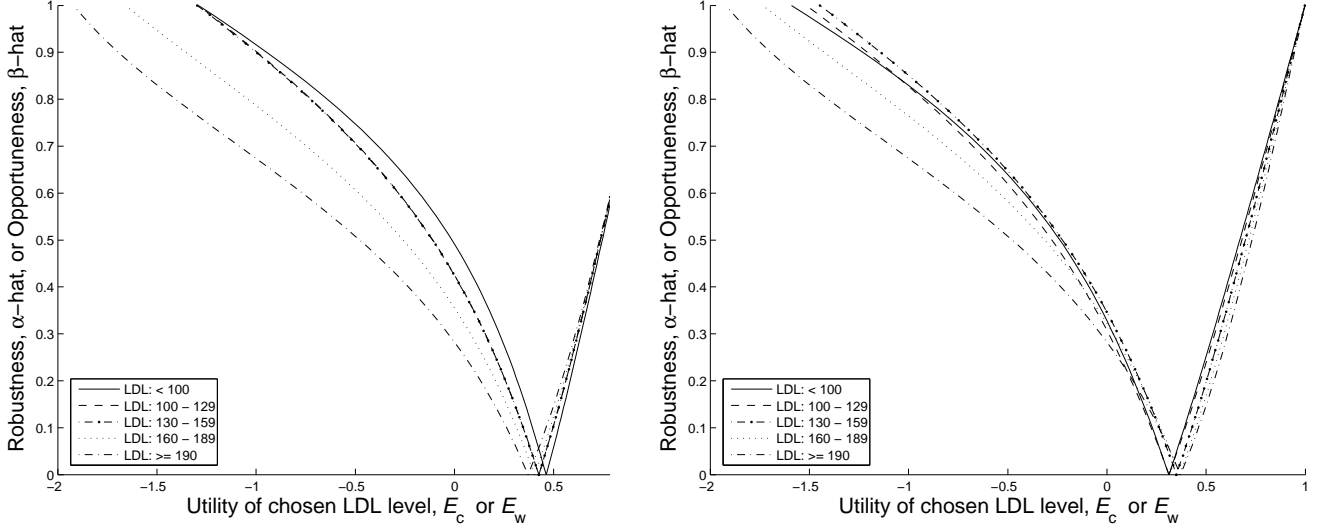 Robustness, α−hat, or Opportuneness, β−hat
1
0.9
0.8
0.7
0.6
0.5
0.4
0.3
0.2
0.1
0
LDL: < 100
LDL: 100 − 129
LDL: 130 − 159
LDL: 160 − 189
LDL: >= 190
−2 −1.5 −1 −0.5 0 0.5
Utility of chosen LDL level, E_c or E_w
Robustness, α−hat, or Opportuneness, β−hat
1
0.9
0.8
0.7
0.6
0.5
0.4
0.3
0.2
0.1
0
LDL: < 100
LDL: 100 − 129
LDL: 130 − 159
LDL: 160 − 189
LDL: >= 190
−2 −1.5 −1 −0.5 0 0.5 1
Utility of chosen LDL level, E_c or E_w